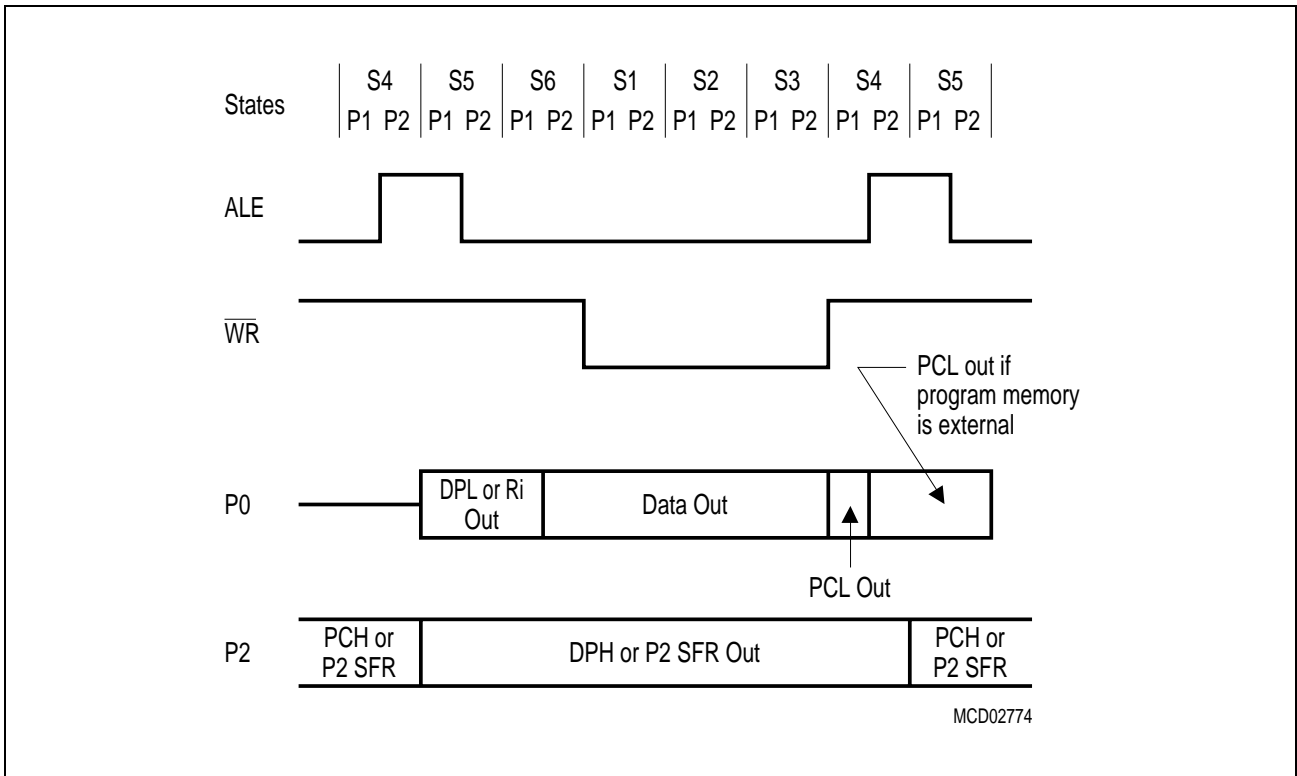 S4 S5 S6 S1 S2 S3 S4 S5
States
P1 P2 P1 P2 P1 P2 P1 P2 P1 P2 P1 P2 P1 P2 P1 P2
ALE
WR
PCL out if
program memory
is external
P0
DPL or Ri
Out
Data Out
PCL Out
P2
PCH or
P2 SFR
DPH or P2 SFR Out
PCH or
P2 SFR
MCD02774